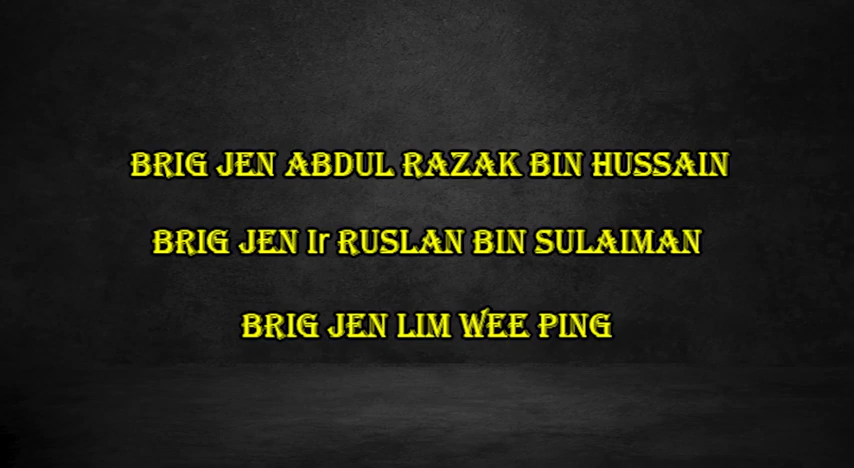 BRIG JEN ABDUL RAZAK BIN HUSSAIN
BRIG JEN Ir RUSLAN BIN SULAIMAN
BRIG JEN LIM WEE PING